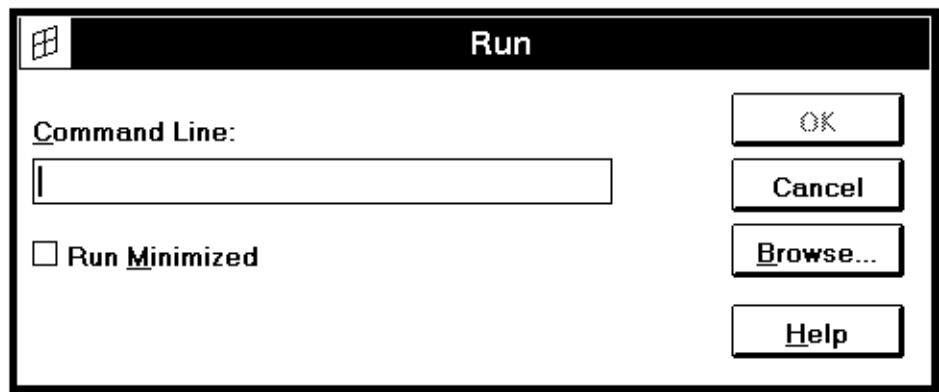 Run
Command Line:
OK
Cancel
Run Minimized
Browse...
Help